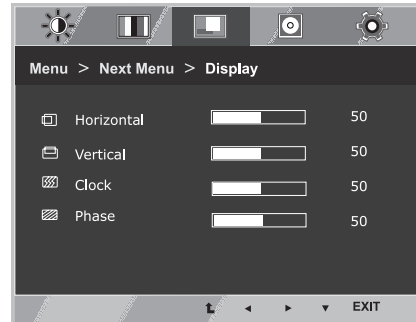 Menu > Next Menu > Display
Horizontal 50
Vertical 50
Clock 50
Phase 50
EXIT